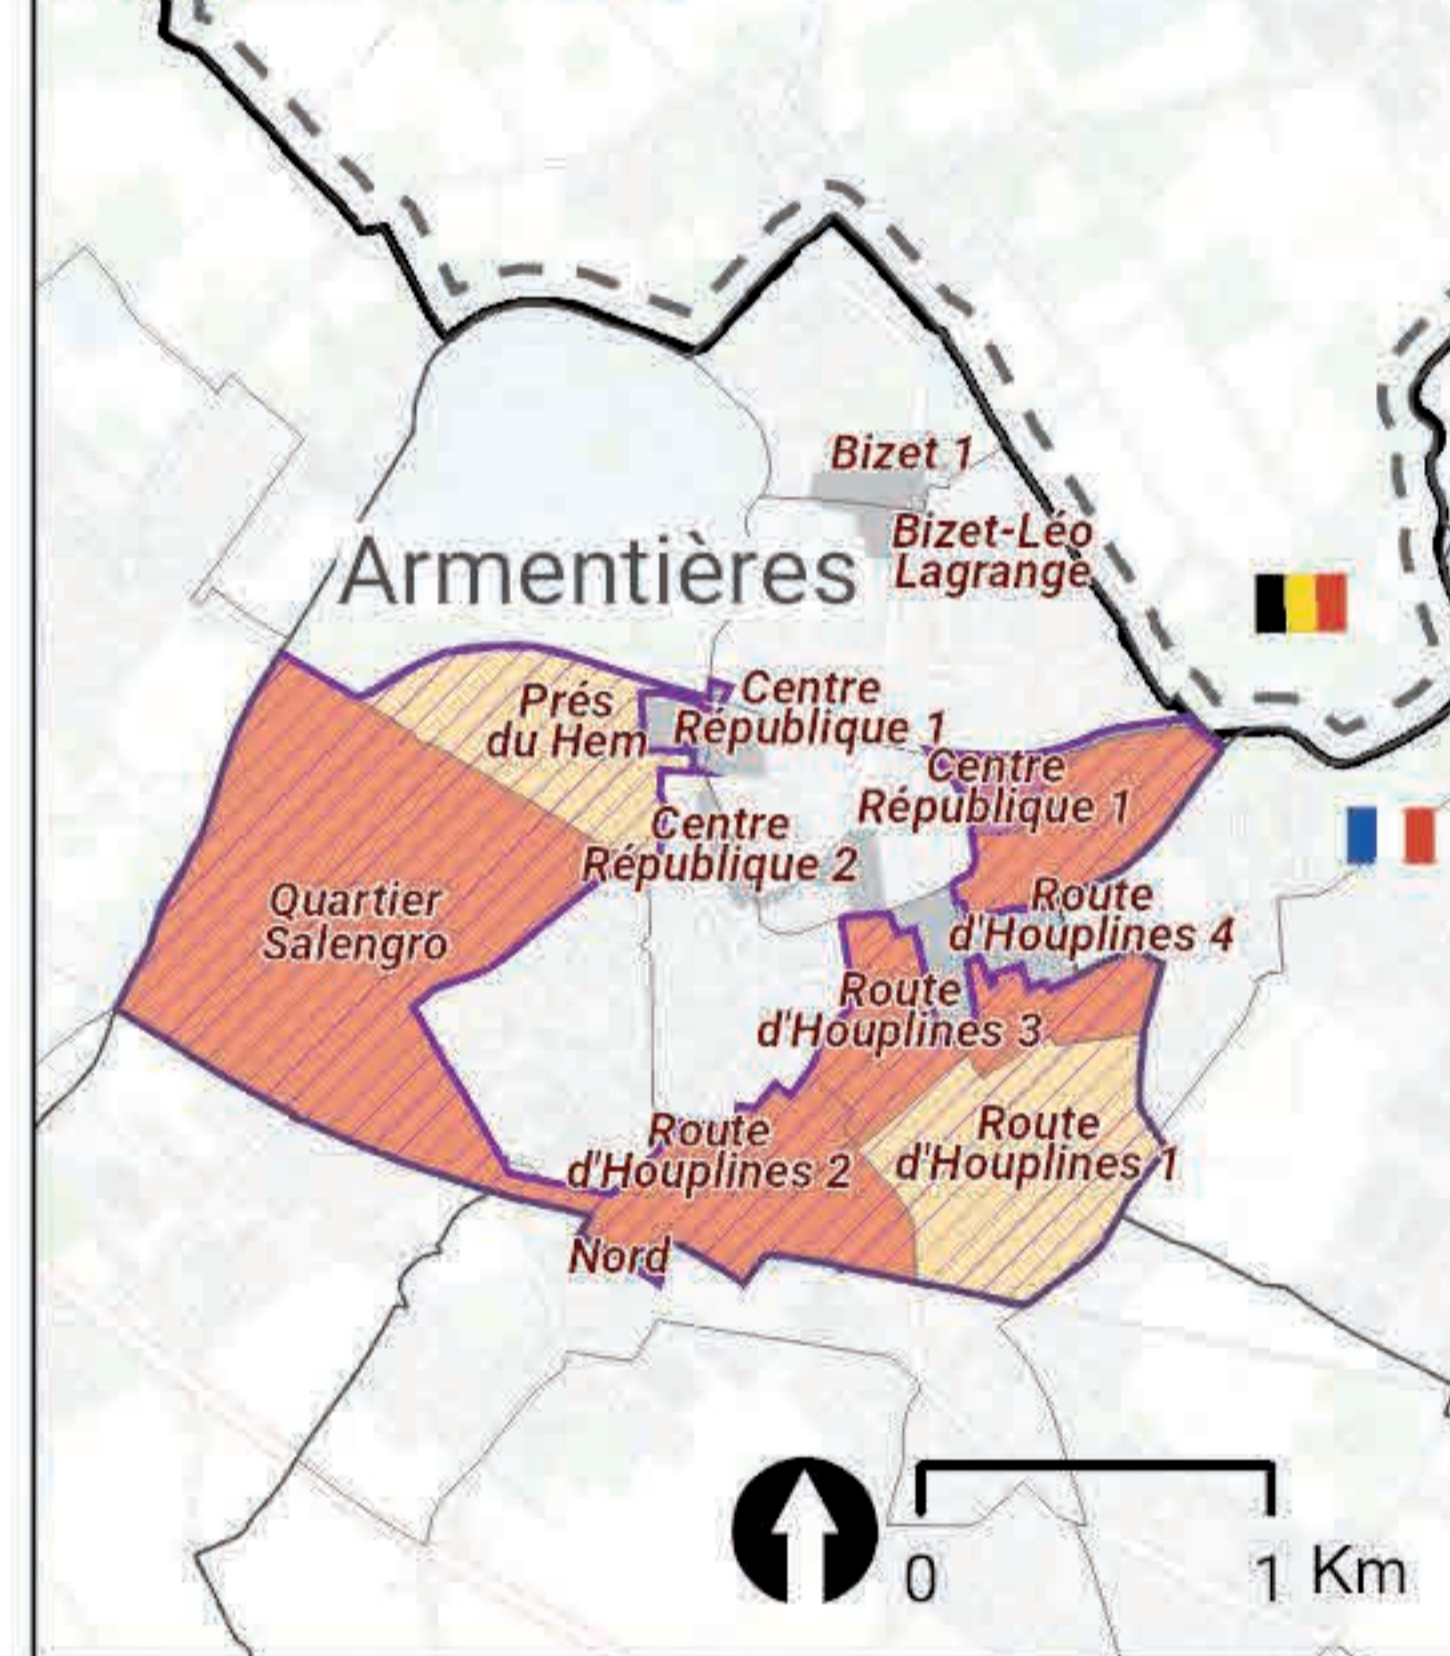 Bizet 1
Bizet-Léo
Lagrange
Armentières
Prés
du Hem
Centre
République 1
Centre
République 1
Centre
République 2
Quartier
Salengro
Route
d'Houplines 4
Route
d'Houplines 3
Route
d'Houplines 2
Route
d'Houplines 1
Nord
0
1 Km